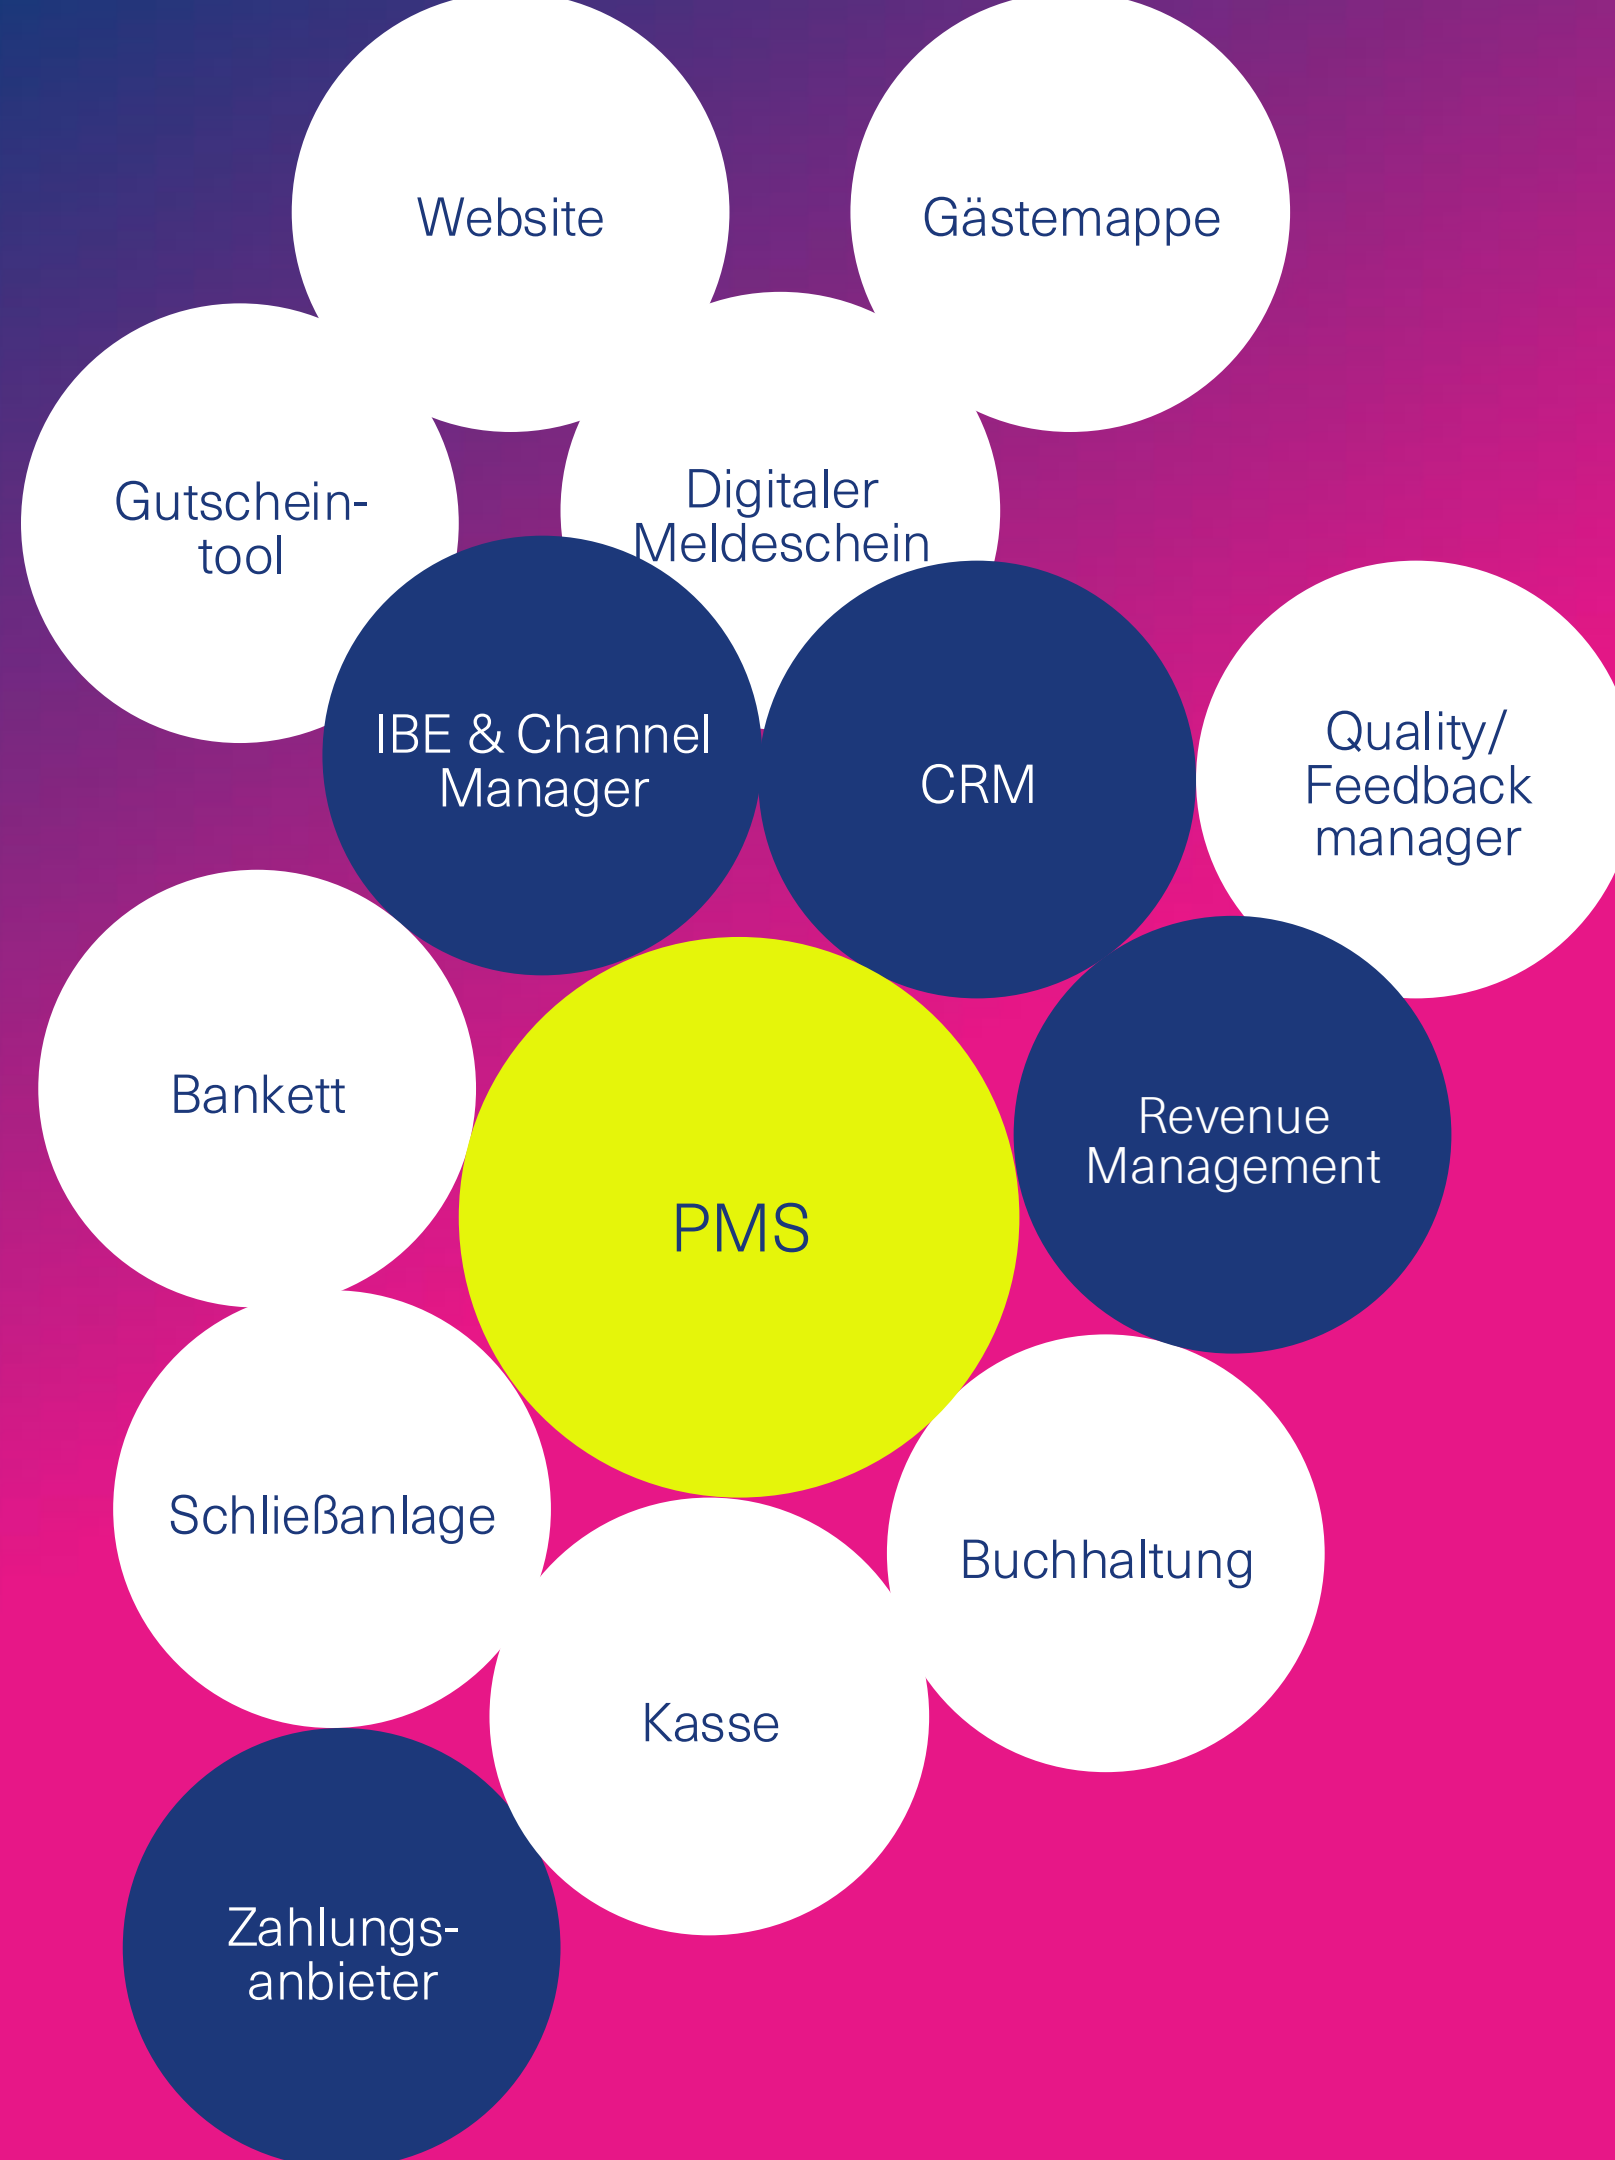 Website
Gästemappe
Gutschein-
tool
Digitaler
Meldeschein
IBE & Channel
Manager
CRM
Quality/
Feedback
manager
Bankett
PMS
Revenue
Management
Schließanlage
Buchhaltung
Kasse
Zahlungs-
anbieter